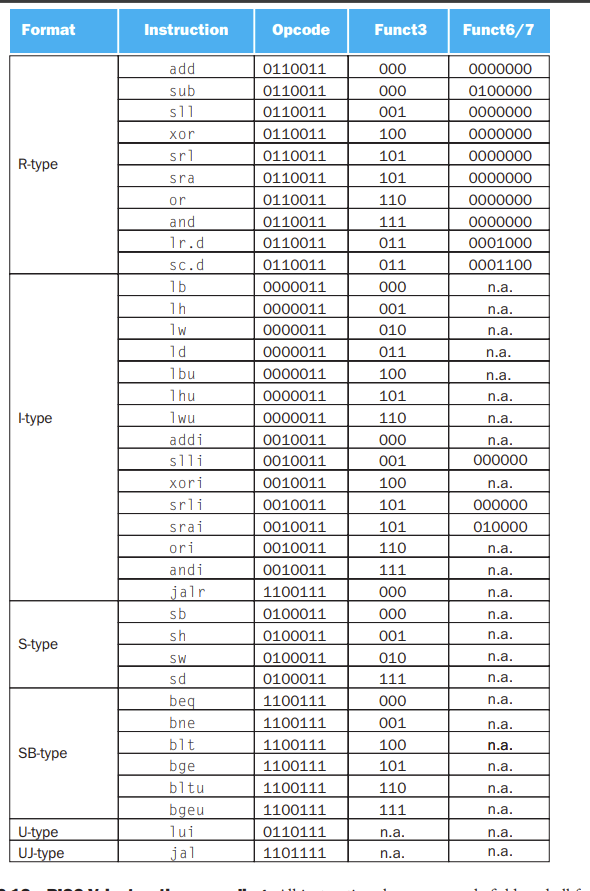 Format Instruction Opcode Funct3 Funct6/7
R-type
add 0110011 000 0000000
sub 0110011 000 0100000
sll 0110011 001 0000000
xor 0110011 100 0000000
srl 0110011 101 0000000
sra 0110011 101 0000000
or 0110011 110 0000000
and 0110011 111 0000000
lr.d 0110011 011 0001000
sc.d 0110011 011 0001100
I-type
lb 0000011 000 n.a.
lh 0000011 001 n.a.
lw 0000011 010 n.a.
ld 0000011 011 n.a.
lbu 0000011 100 n.a.
lhu 0000011 101 n.a.
lwu 0000011 110 n.a.
addi 0010011 000 n.a.
slli 0010011 001 000000
xori 0010011 100 n.a.
srli 0010011 101 000000
srai 0010011 101 010000
ori 0010011 110 n.a.
andi 0010011 111 n.a.
jalr 1100111 000 n.a.
S-type
sb 0100011 000 n.a.
sh 0100011 001 n.a.
sw 0100011 010 n.a.
sd 0100011 111 n.a.
SB-type
beq 1100111 000 n.a.
bne 1100111 001 n.a.
blt 1100111 100 n.a.
bge 1100111 101 n.a.
bltu 1100111 110 n.a.
bgeu 1100111 111 n.a.
U-type lui 0110111 n.a. n.a.
UJ-type jal 1101111 n.a. n.a.